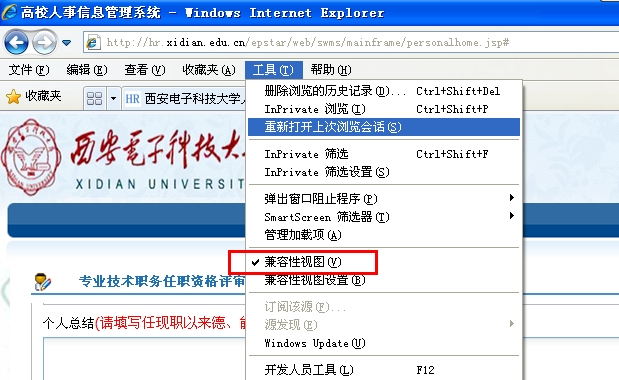 高校人事信息管理系统 - Windows Internet Explorer
http://hr.xidian.edu.cn/epstar/web/swms/mainframe/personalhome.jsp#
文件(F) 编辑(E) 查看(V) 收藏夹(A) 工具(T) 帮助(H)
收藏夹 HR 西安电子科技大学人
删除浏览的历史记录(D)... Ctrl+Shift+Del
InPrivate 浏览(I) Ctrl+Shift+P
重新打开上次浏览会话(S)
InPrivate 筛选 Ctrl+Shift+F
InPrivate 筛选设置(S)
弹出窗口阻止程序(P)
SmartScreen 筛选器(T)
管理加载项(A)
兼容性视图(V)
兼容性视图设置(B)
订阅该源(F)...
源发现(E)
Windows Update(U)
开发人员工具(L) F12
西安電子科技大
XIDIAN UNIVERS
专业技术职务任职资格评审
个人总结(请填写任现职以来德、能